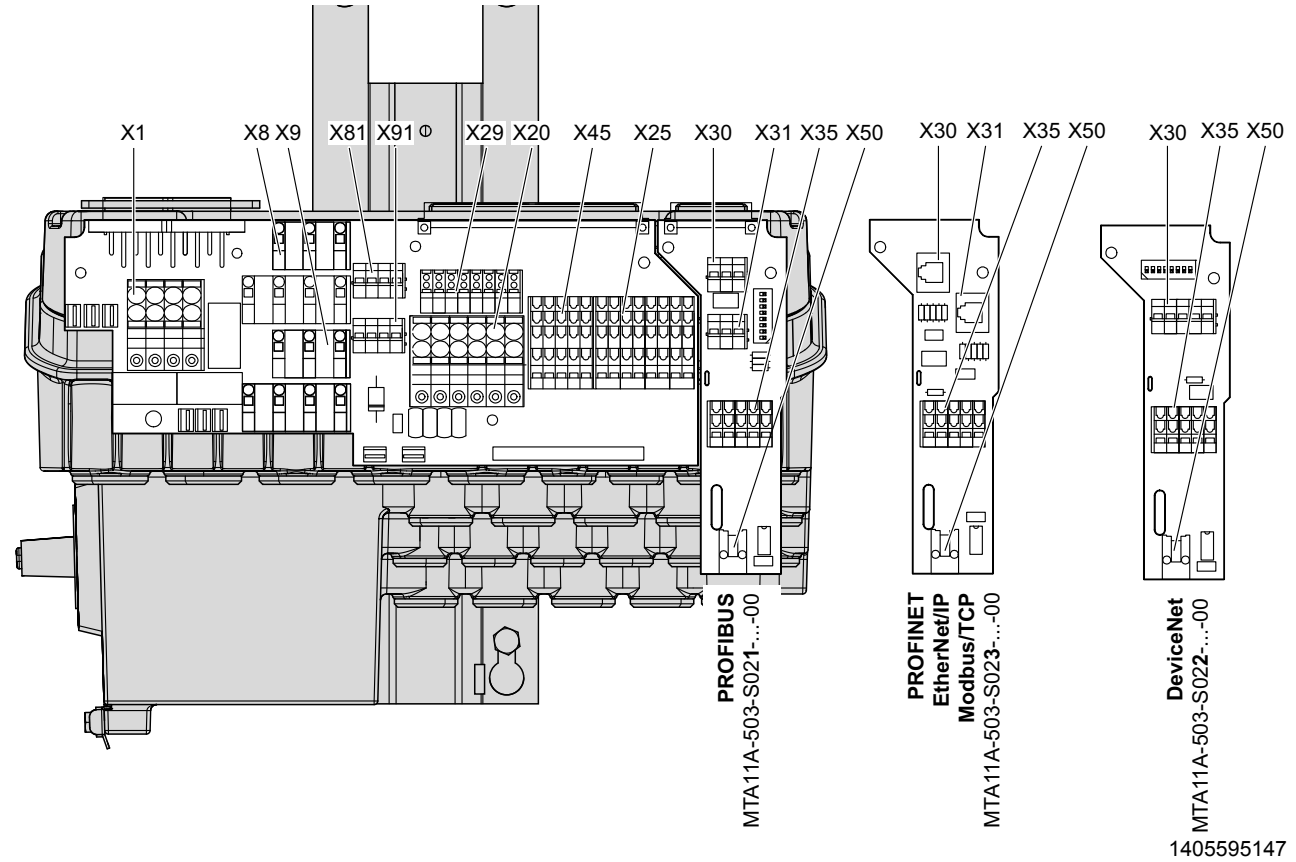 X1
X8
X9
X81
X91
X29
X20
X45
X25
X30
X31
X35
X50
X30
X31
X35
X50
X30
X35
X50
PROFIBUS
MTA11A-503-S021-...-00
PROFINET
EtherNet/IP
Modbus/TCP
MTA11A-503-S023-...-00
DeviceNet
MTA11A-503-S022-...-00
1405595147